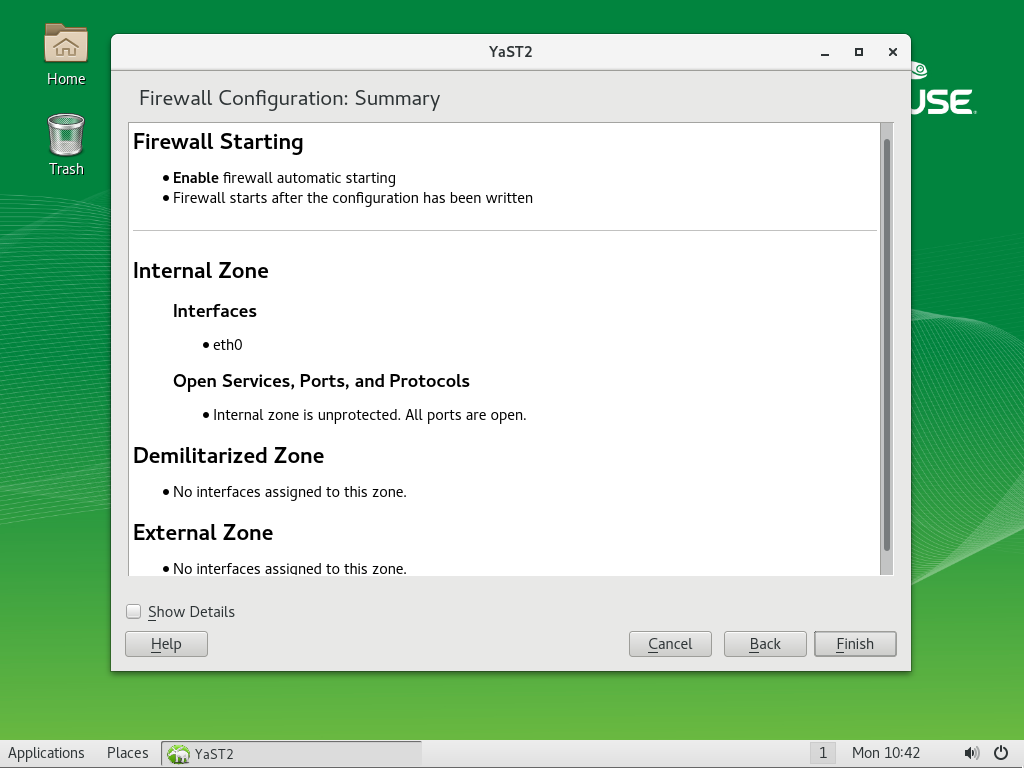 Home
Trash
USE
YaST2
Firewall Configuration: Summary
Firewall Starting
Enable firewall automatic starting
Firewall starts after the configuration has been written
Internal Zone
Interfaces
eth0
Open Services, Ports, and Protocols
Internal zone is unprotected. All ports are open.
Demilitarized Zone
No interfaces assigned to this zone.
External Zone
No interfaces assigned to this zone.
Show Details
Help
Cancel
Back
Finish
Applications
Places
YaST2
1
Mon 10:42